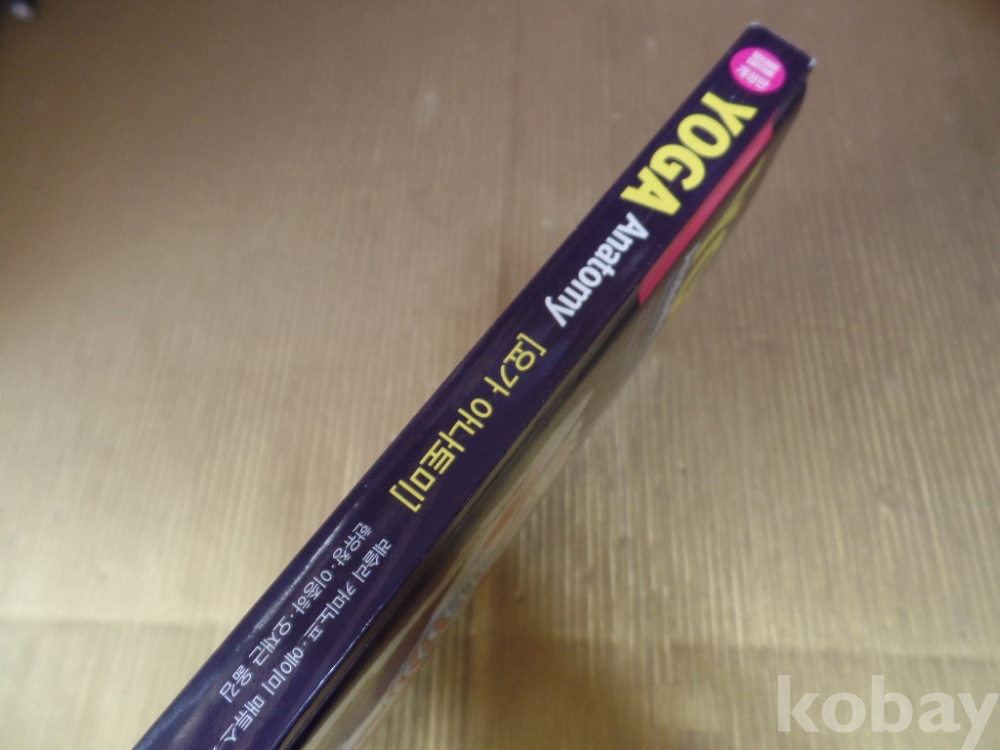 개정판
YOGA Anatomy
[요가 아나토미]
레슬리 카미노프·에이미 매튜스
한유창·이종하·오재근 옮김
kobay